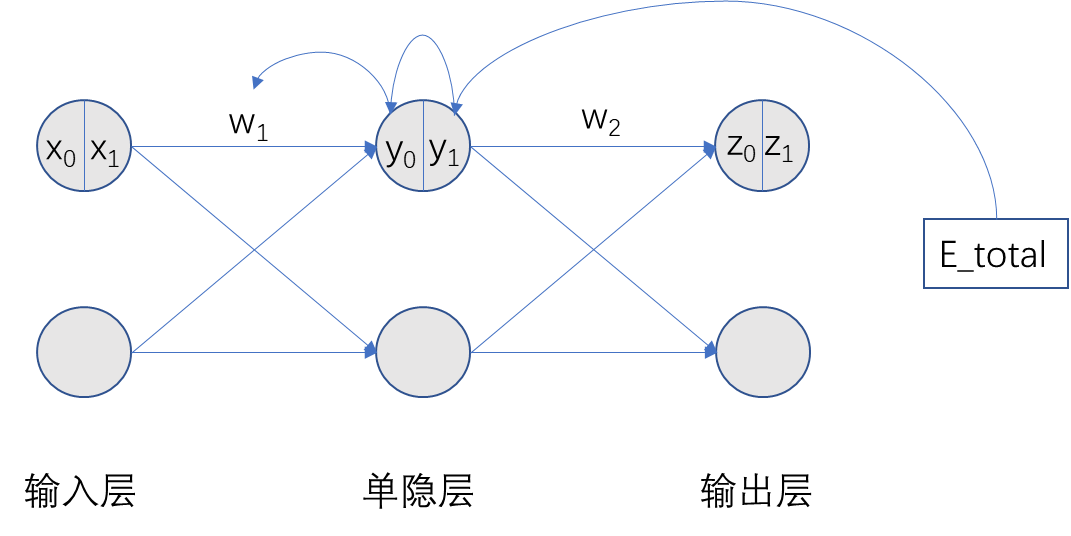 w₁
w₂
x₀ x₁
y₀ y₁
z₀ z₁
E_total
输入层
单隐层
输出层